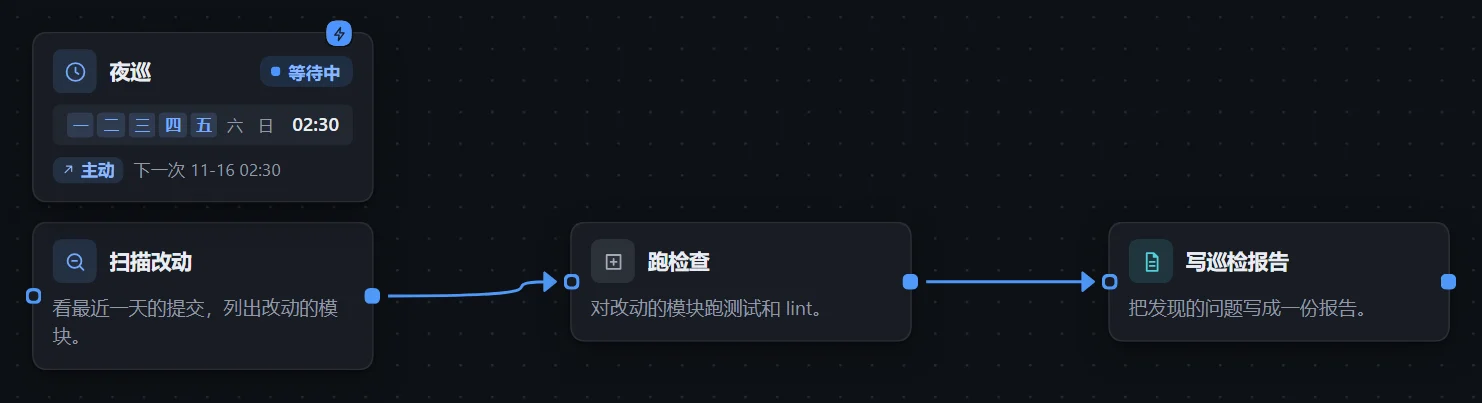 夜巡
等待中
一 二 三 四 五 六 日 02:30
主动 下一次 11-16 02:30
扫描改动
看最近一天的提交，列出改动的模
块。
跑检查
对改动的模块跑测试和 lint。
写巡检报告
把发现的问题写成一份报告。